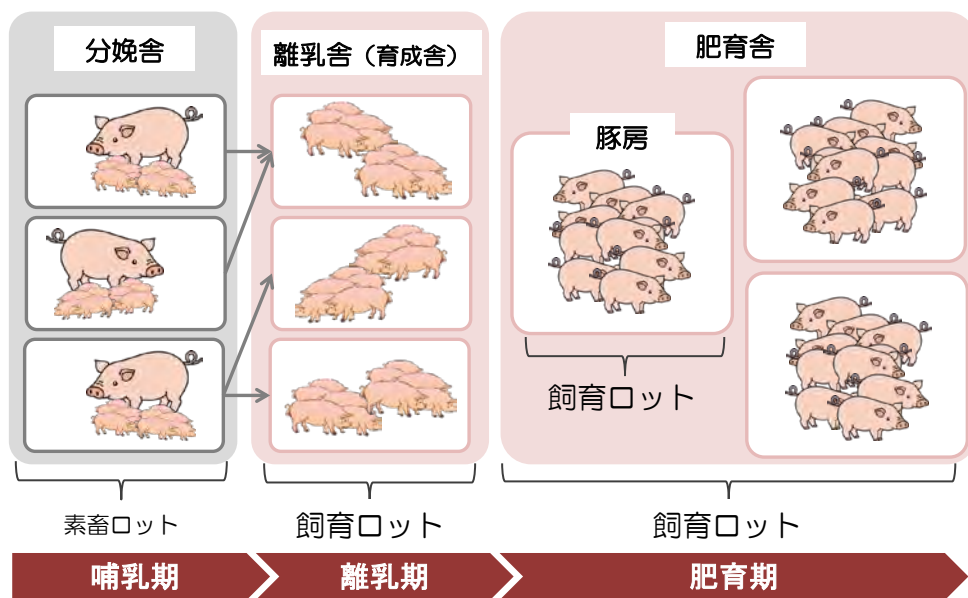 分娩舎
離乳舎（育成舎）
肥育舎
豚房
飼育ロット
素畜ロット
飼育ロット
飼育ロット
哺乳期
離乳期
肥育期